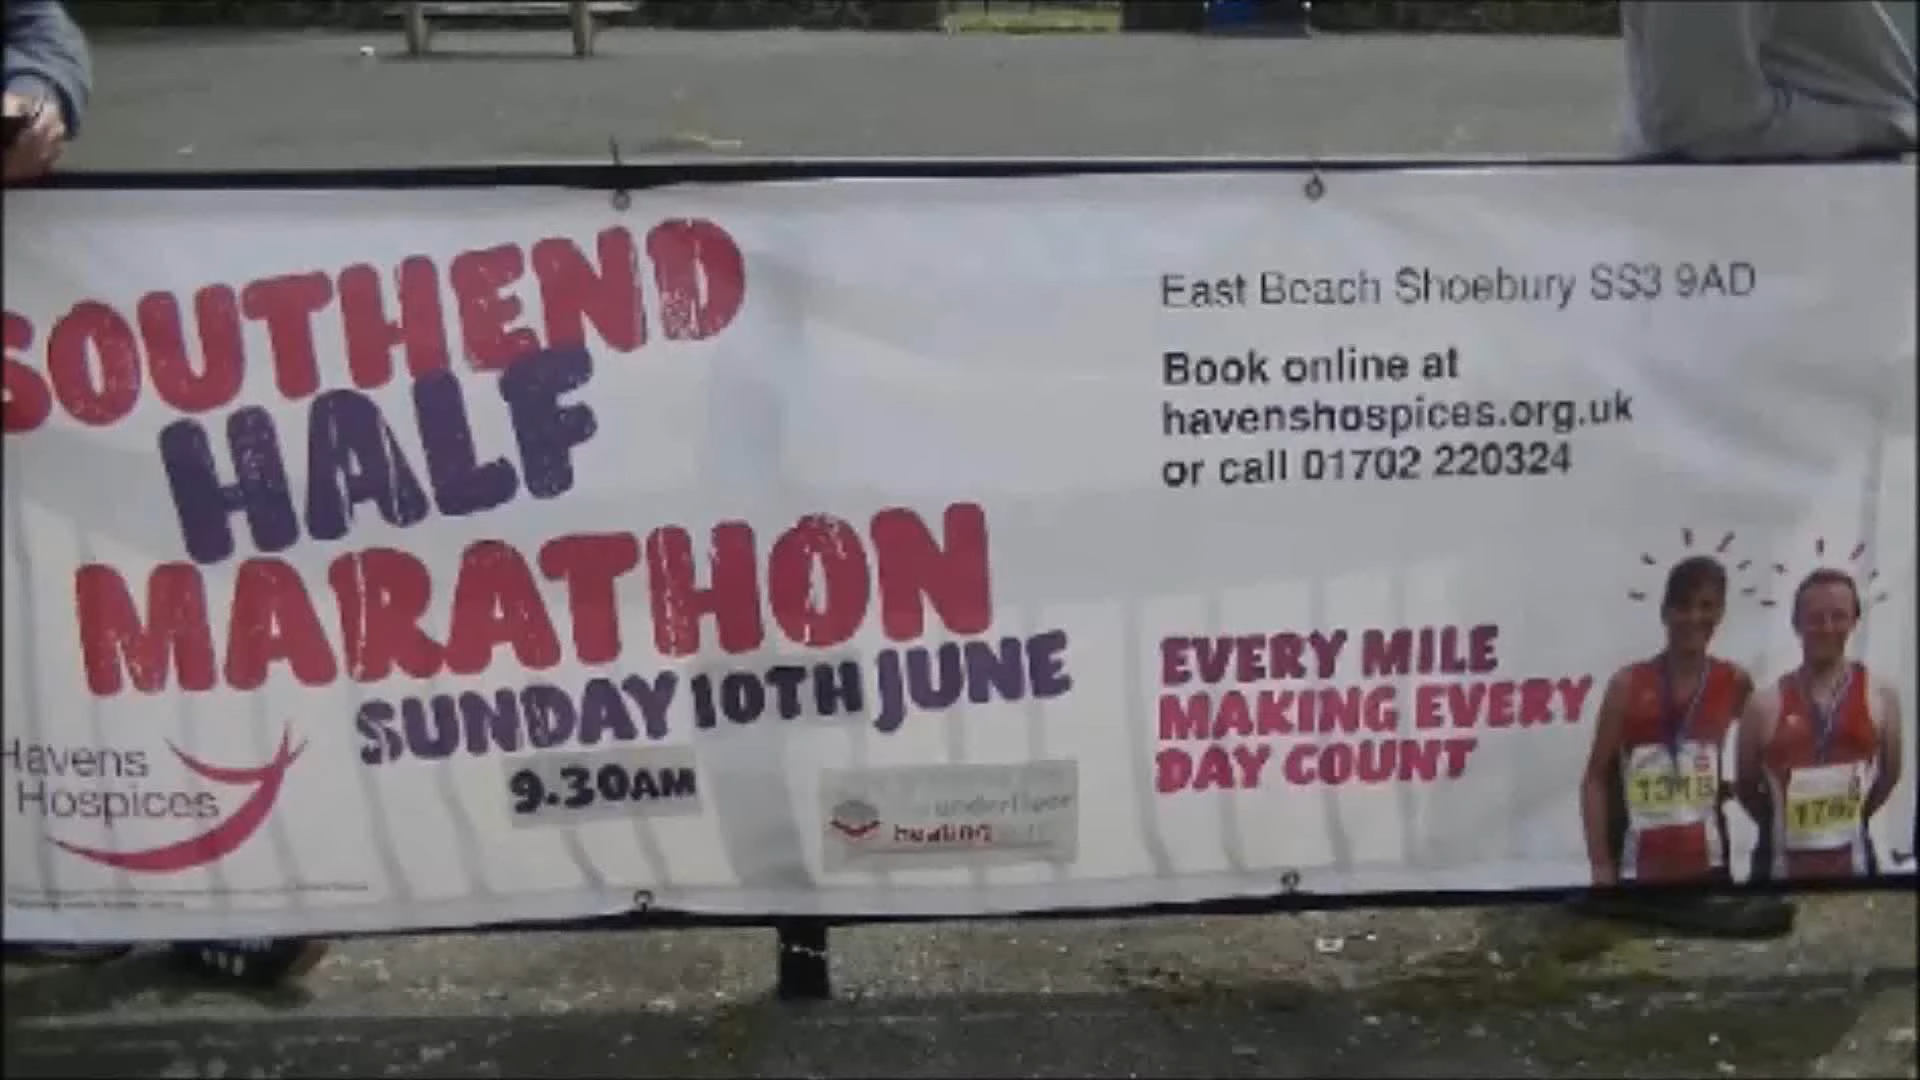 SOUTHEND
HALF
MARATHON
SUNDAY 10TH JUNE
9.30AM
Havens
Hospices
healing
East Beach Shoebury SS3 9AD
Book online at
havenshospices.org.uk
or call 01702 220324
EVERY MILE
MAKING EVERY
DAY COUNT